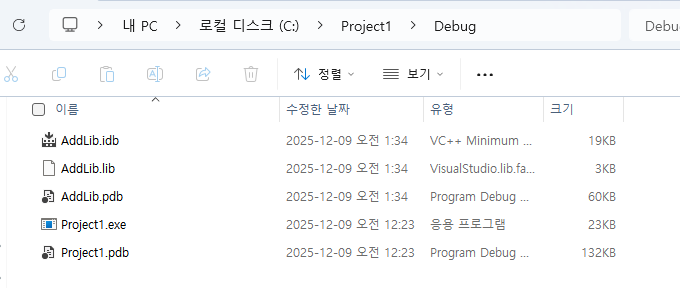 내 PC > 로컬 디스크 (C:) > Project1 > Debug Debu
정렬 보기 ...
이름 수정한 날짜 유형 크기
AddLib.idb 2025-12-09 오전 1:34 VC++ Minimum ... 19KB
AddLib.lib 2025-12-09 오전 1:34 VisualStudio.lib.fa... 3KB
AddLib.pdb 2025-12-09 오전 1:34 Program Debug ... 60KB
Project1.exe 2025-12-09 오전 12:23 응용 프로그램 23KB
Project1.pdb 2025-12-09 오전 12:23 Program Debug ... 132KB